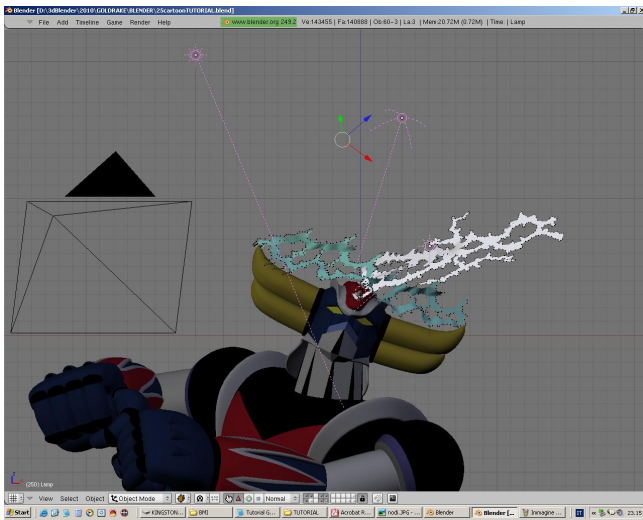 Blender [D:\3dBlender\2010\GOLDRAKE\BLENDER\25cartoonTUTORIAL.blend]
File Add Timeline Game Render Help www.blender.org 249.2 Ve:143455 | Fa:140888 | Ob:60-3 | La:3 | Mem:20.72M (0.72M) | Time: | Lamp
(250) Lamp
View Select Object Object Mode Normal
Start KINGSTON... BMI Tutorial G... TUTORIAL Acrobat R... nodi.JPG - ... Blender Blender [... Immagine ... IT 23.15